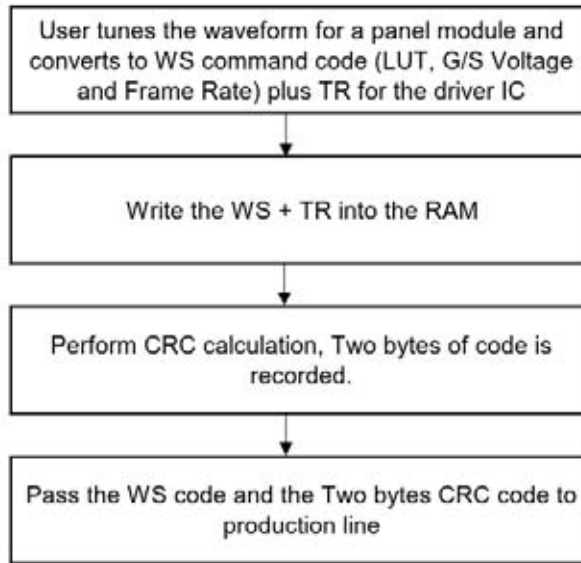 User tunes the waveform for a panel module and
converts to WS command code (LUT, G/S Voltage
and Frame Rate) plus TR for the driver IC
Write the WS + TR into the RAM
Perform CRC calculation, Two bytes of code is
recorded.
Pass the WS code and the Two bytes CRC code to
production line